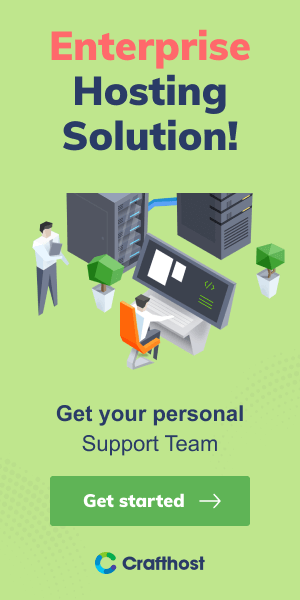 Enterprise
Hosting
Solution!
</>
Get your personal
Support Team
Get started
Crafthost